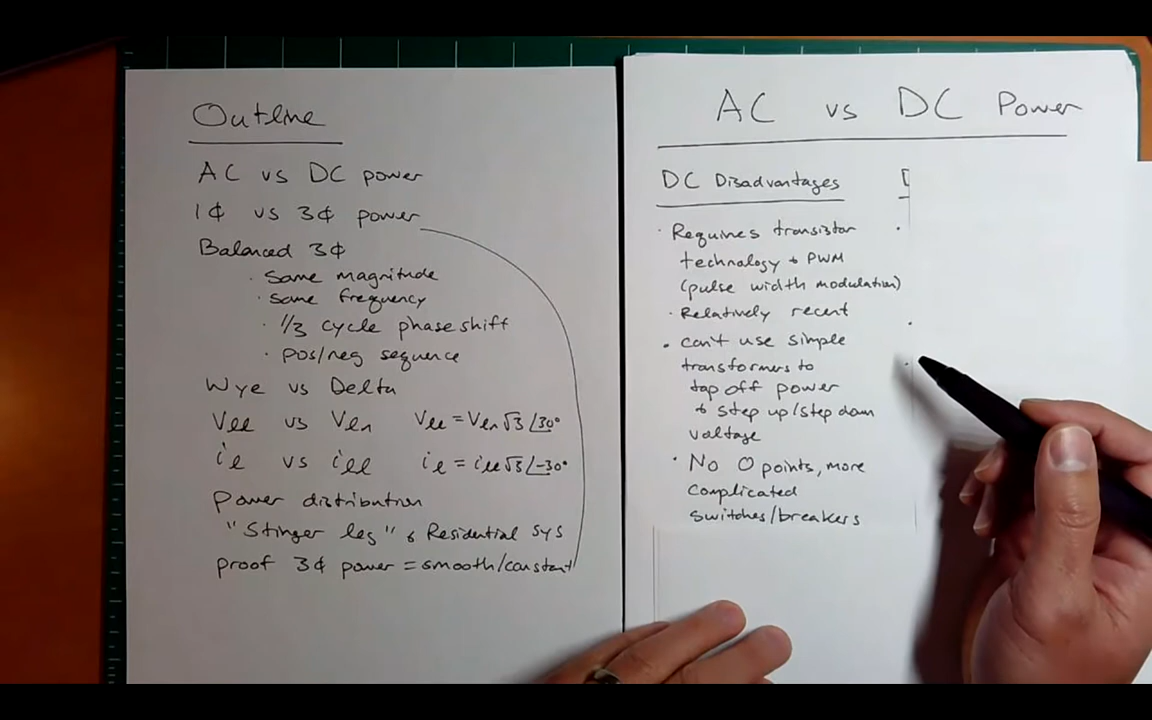 Outline
AC vs DC power
1¢ vs 3¢ power
Balanced 3¢
· Same magnitude
· Same frequency
· 1/3 cycle phase shift
· pos/neg sequence
Wye vs Delta
Vll vs Vln Vll = Vln√3∠30°
il vs ill il = ill√3∠-30°
Power distribution
"Stinger leg" & Residential sys
proof 3¢ power = smooth/constant
AC vs DC Power
DC Disadvantages
· Requires transistor
technology & PWM
(pulse width modulation)
· Relatively recent
· can't use simple
transformers to
tap off power
& step up/step down
voltage
· No 0 points, more
complicated
switches/breakers